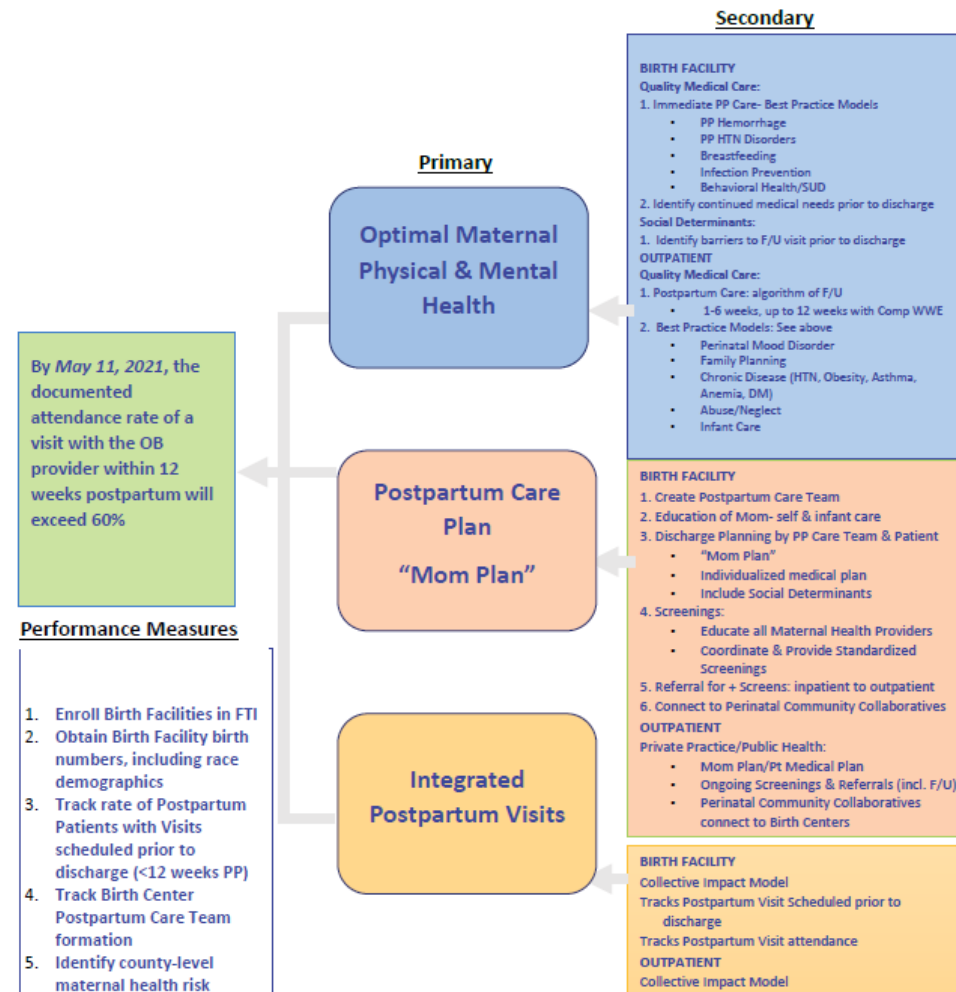 Secondary
BIRTH FACILITY
Quality Medical Care:
1. Immediate PP Care- Best Practice Models
• PP Hemorrhage
• PP HTN Disorders
• Breastfeeding
• Infection Prevention
• Behavioral Health/SUD
2. Identify continued medical needs prior to discharge
Social Determinants:
1. Identify barriers to F/U visit prior to discharge
OUTPATIENT
Quality Medical Care:
1. Postpartum Care: algorithm of F/U
• 1-6 weeks, up to 12 weeks with Comp WWE
2. Best Practice Models: See above
• Perinatal Mood Disorder
• Family Planning
• Chronic Disease (HTN, Obesity, Asthma,
Anemia, DM)
• Abuse/Neglect
• Infant Care
Primary
Optimal Maternal
Physical & Mental
Health
By May 11, 2021, the
documented
attendance rate of a
visit with the OB
provider within 12
weeks postpartum will
exceed 60%
Postpartum Care
Plan
“Mom Plan”
BIRTH FACILITY
1. Create Postpartum Care Team
2. Education of Mom- self & infant care
3. Discharge Planning by PP Care Team & Patient
• “Mom Plan”
• Individualized medical plan
• Include Social Determinants
4. Screenings:
• Educate all Maternal Health Providers
• Coordinate & Provide Standardized
Screenings
5. Referral for + Screens: inpatient to outpatient
6. Connect to Perinatal Community Collaboratives
OUTPATIENT
Private Practice/Public Health:
• Mom Plan/Pt Medical Plan
• Ongoing Screenings & Referrals (incl. F/U)
• Perinatal Community Collaboratives
connect to Birth Centers
Performance Measures
1. Enroll Birth Facilities in FTI
2. Obtain Birth Facility birth
numbers, including race
demographics
3. Track rate of Postpartum
Patients with Visits
scheduled prior to
discharge (<12 weeks PP)
4. Track Birth Center
Postpartum Care Team
formation
5. Identify county-level
maternal health risk
Integrated
Postpartum Visits
BIRTH FACILITY
Collective Impact Model
Tracks Postpartum Visit Scheduled prior to
discharge
Tracks Postpartum Visit attendance
OUTPATIENT
Collective Impact Model